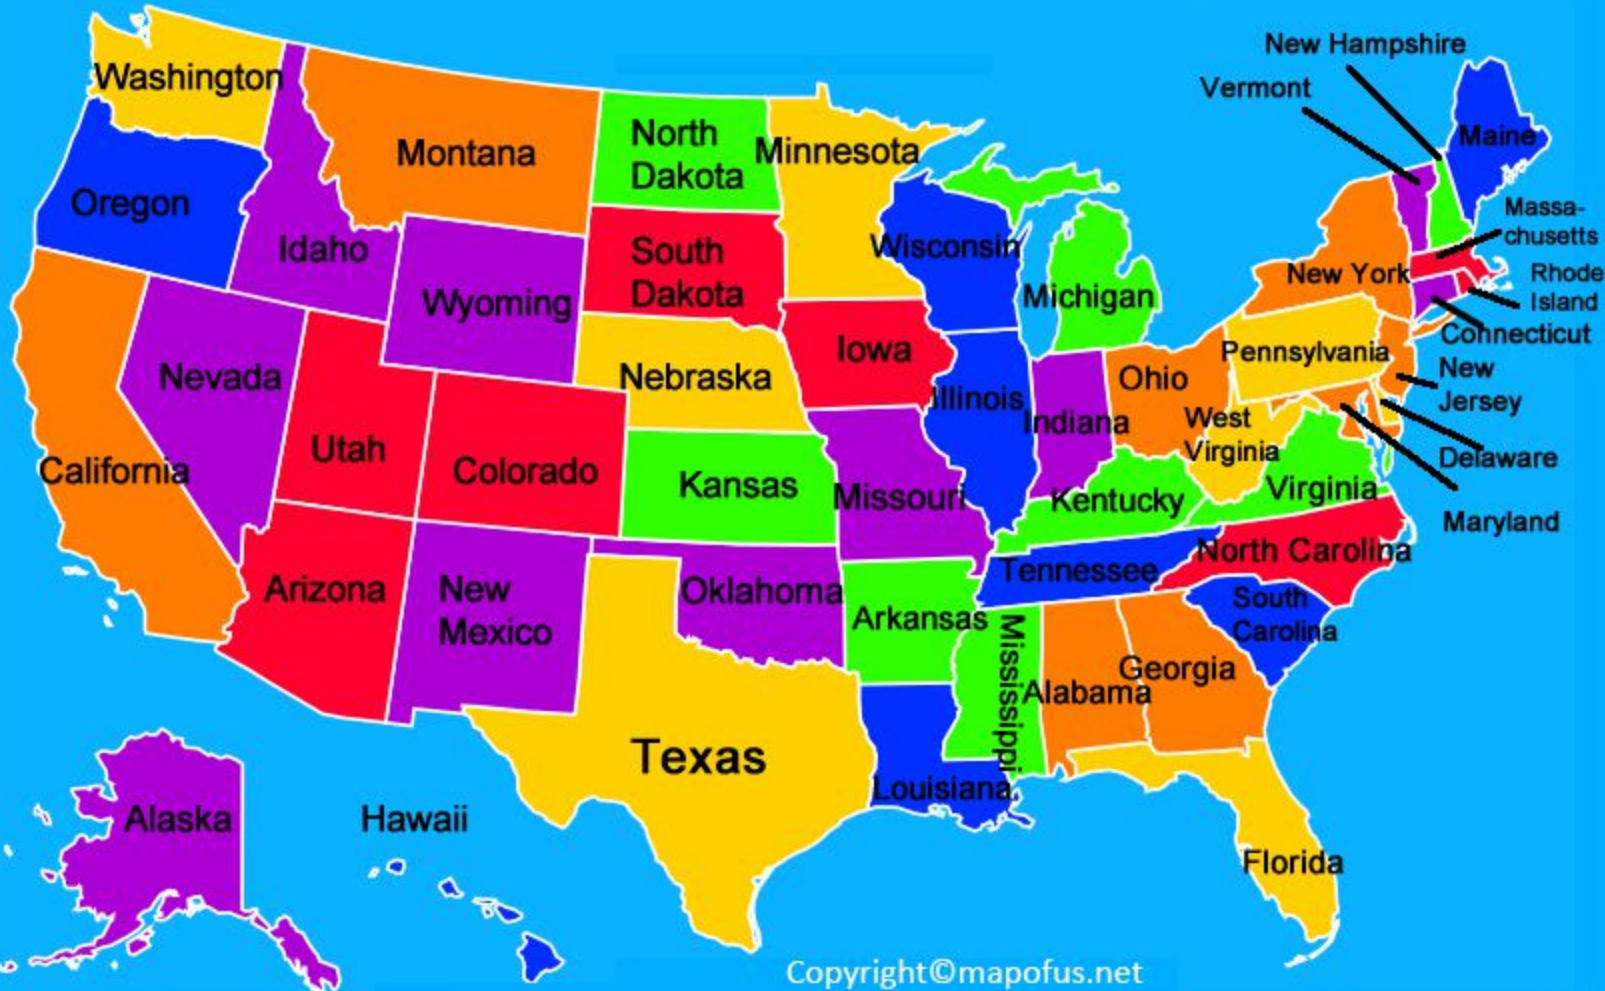 New Hampshire
Vermont
Washington
Maine
Montana
North
Dakota
Minnesota
Oregon
Massa-
chusetts
Idaho
South
Dakota
Wisconsin
New York
Rhode
Island
Wyoming
Michigan
Connecticut
Nevada
Nebraska
Iowa
Pennsylvania
Ohio
New
Jersey
Illinois
Indiana
West
Virginia
Utah
Colorado
California
Kansas
Missouri
Kentucky
Virginia
Delaware
Maryland
North Carolina
Tennessee
Arizona
New
Mexico
Oklahoma
Arkansas
South
Carolina
Mississippi
Alabama
Georgia
Texas
Louisiana
Alaska
Hawaii
Florida
Copyright©mapofus.net